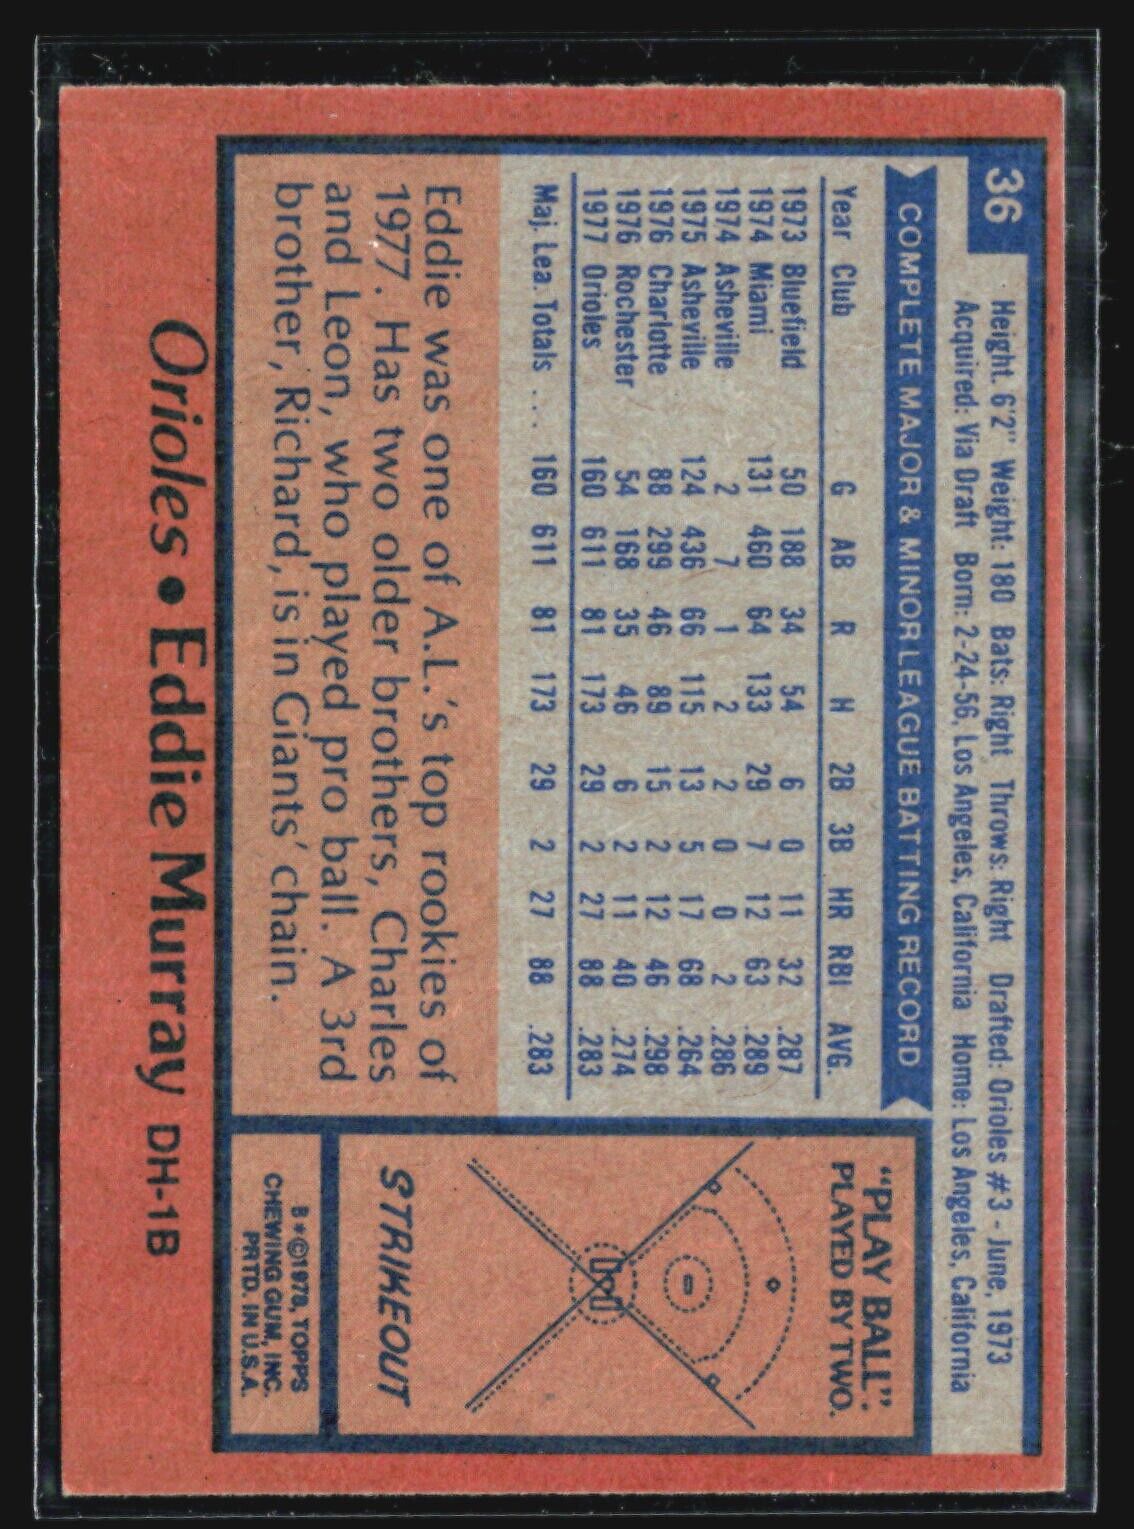 36
Height: 6'2" Weight: 180 Bats: Right Throws: Right Drafted: Orioles #3 - June, 1973
Acquired: Via Draft Born: 2-24-56, Los Angeles, California Home: Los Angeles, California
COMPLETE MAJOR & MINOR LEAGUE BATTING RECORD
Year Club G AB R H 2B 3B HR RBI AVG.
1973 Bluefield 50 188 34 54 6 0 11 32 .287
1974 Miami 131 460 64 133 29 7 12 63 .289
1974 Asheville 2 7 1 2 2 0 0 2 .286
1975 Asheville 124 436 66 115 13 5 17 68 .264
1976 Charlotte 88 299 46 89 15 2 12 46 .298
1976 Rochester 54 168 35 46 6 2 11 40 .274
1977 Orioles 160 611 81 173 29 2 27 88 .283
Maj. Lea. Totals ... 160 611 81 173 29 2 27 88 .283
Eddie was one of A.L.'s top rookies of
1977. Has two older brothers, Charles
and Leon, who played pro ball. A 3rd
brother, Richard, is in Giants' chain.
"PLAY BALL":
PLAYED BY TWO.
STRIKEOUT
B*©1978, TOPPS
CHEWING GUM, INC.
PRTD. IN U.S.A.
Orioles • Eddie Murray DH-1B